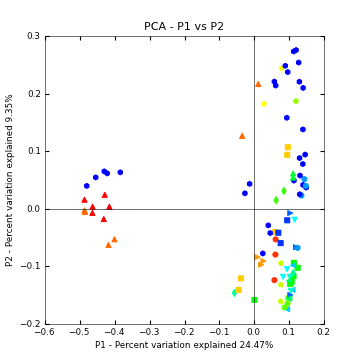 PCA - P1 vs P2
0.3
0.2
0.1
0.0
−0.1
−0.2
P2 - Percent variation explained 9.35%
−0.6 −0.5 −0.4 −0.3 −0.2 −0.1 0.0 0.1 0.2
P1 - Percent variation explained 24.47%